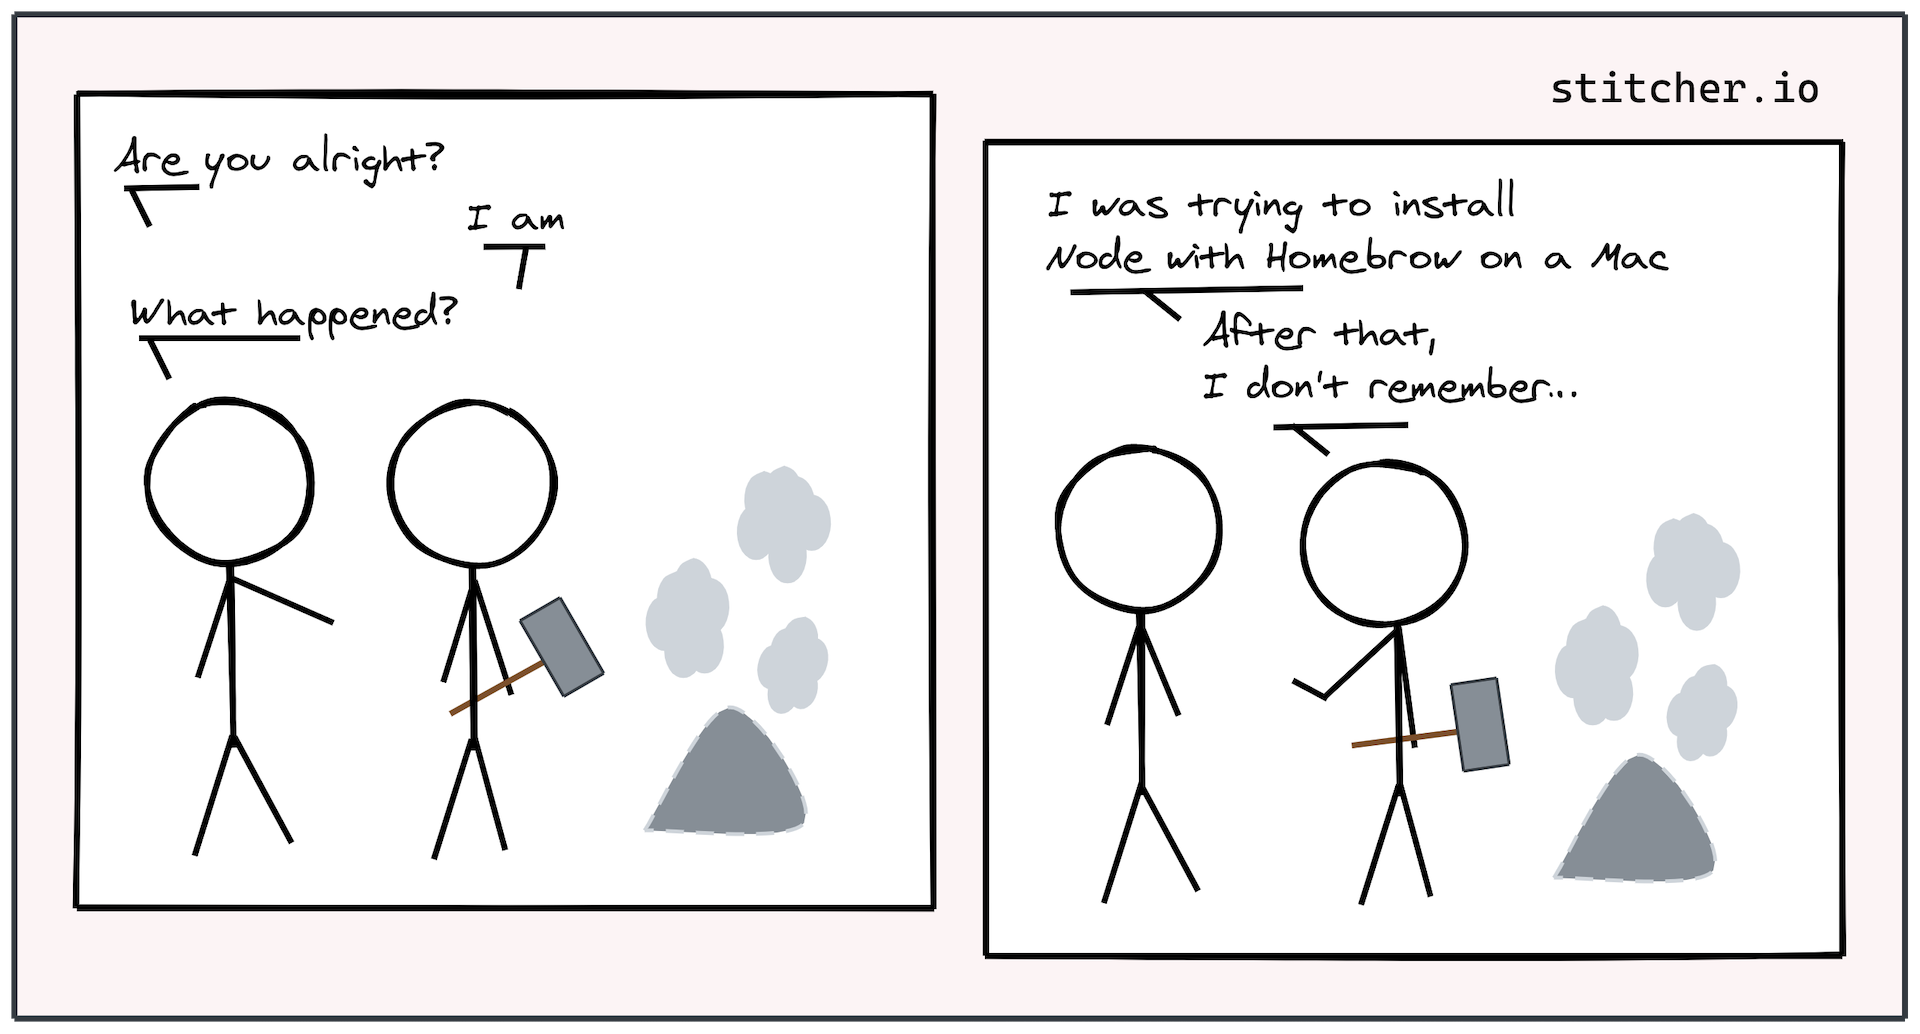 stitcher.io
Are you alright?
I am
What happened?
I was trying to install
Node with Homebrow on a Mac
After that,
I don't remember...